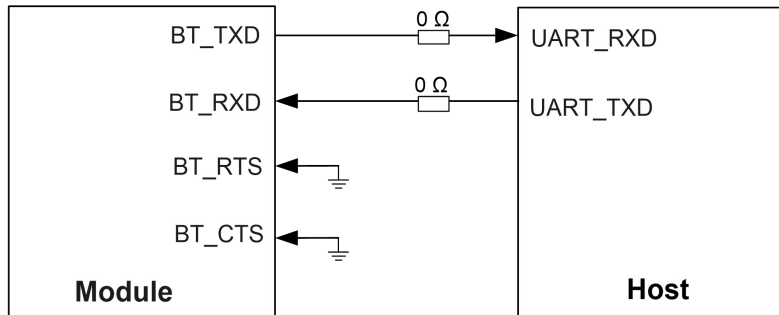 BT_TXD
0 Ω
UART_RXD
BT_RXD
0 Ω
UART_TXD
BT_RTS
BT_CTS
Module
Host